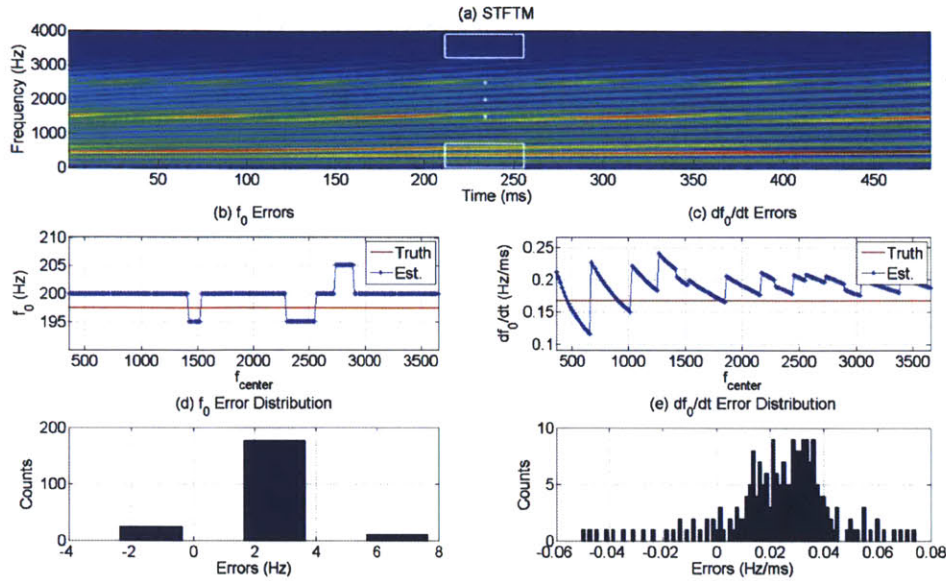 (a) STFTM
Frequency (Hz)
4000
3000
2000
1000
0
50 100 150 200 250 300 350 400 450
Time (ms)
(b) f0 Errors
f0 (Hz)
210
205
200
195
Truth
Est.
500 1000 1500 2000 2500 3000 3500
fcenter
(c) df0/dt Errors
df0/dt (Hz/ms)
0.25
0.2
0.15
0.1
Truth
Est.
500 1000 1500 2000 2500 3000 3500
fcenter
(d) f0 Error Distribution
Counts
200
100
0
-4 -2 0 2 4 6 8
Errors (Hz)
(e) df0/dt Error Distribution
Counts
10
5
0
-0.06 -0.04 -0.02 0 0.02 0.04 0.06 0.08
Errors (Hz/ms)